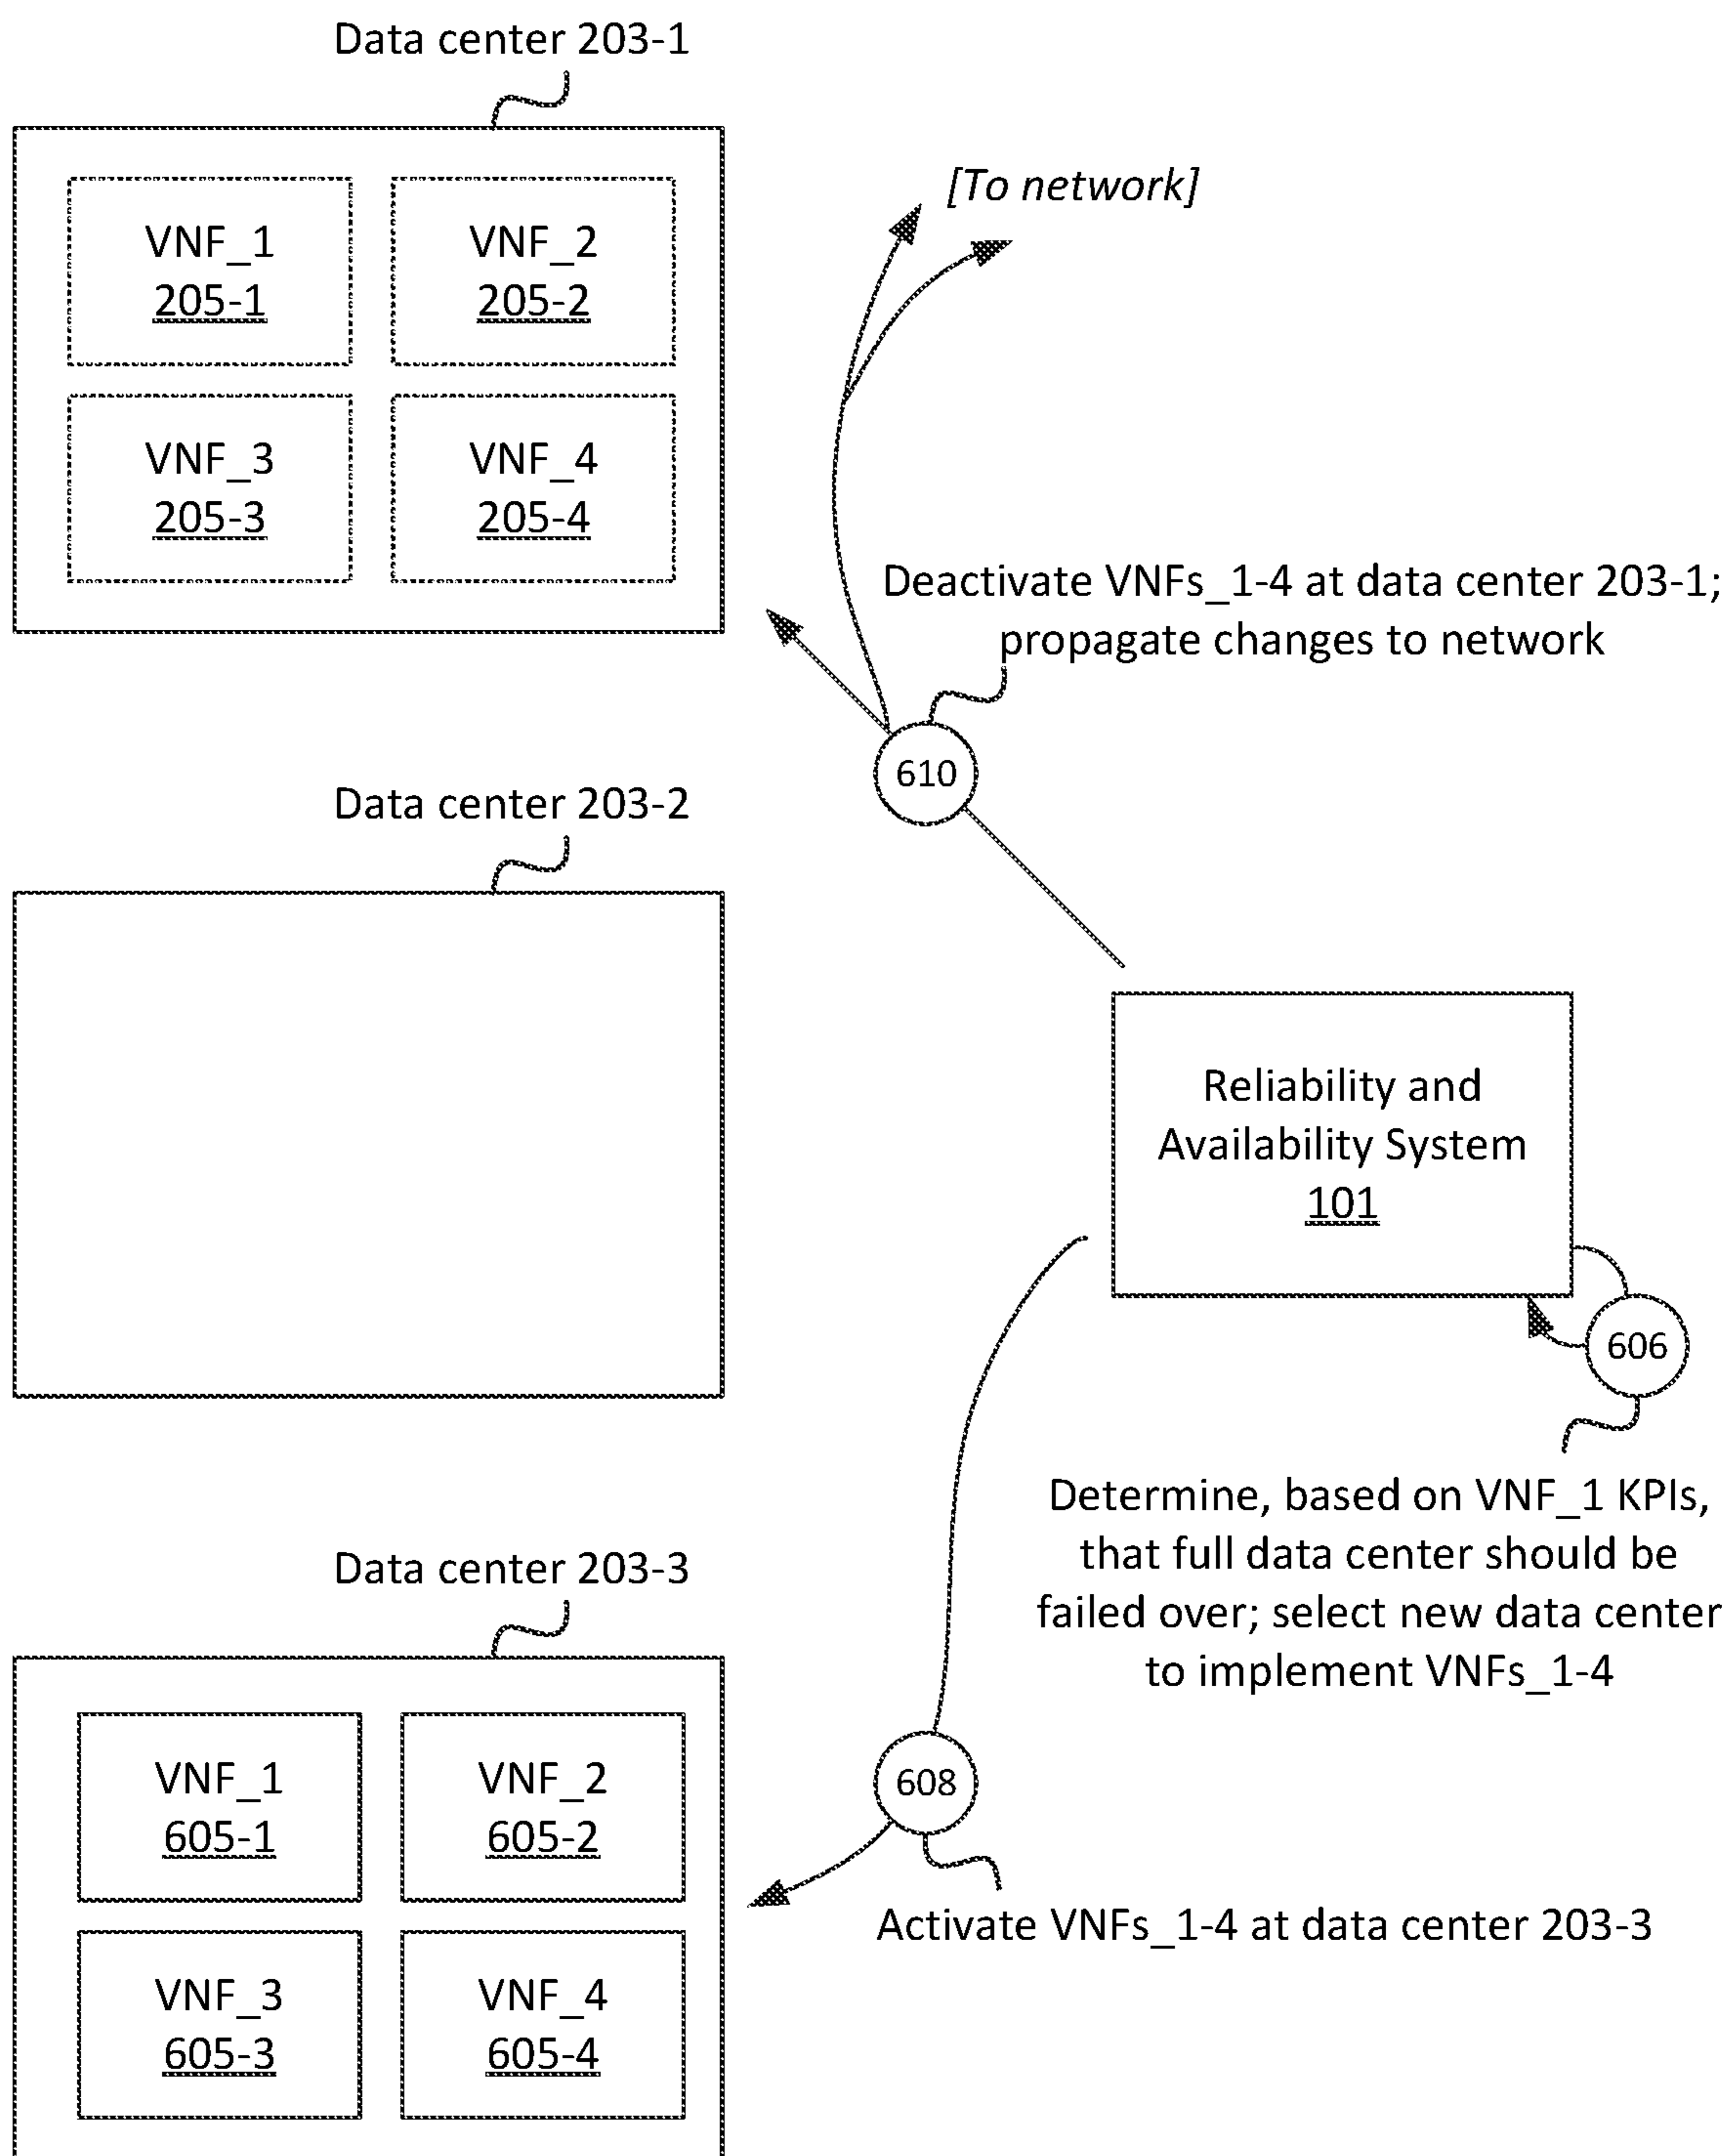 Data center 203-1
VNF_1
205-1
VNF_2
205-2
VNF_3
205-3
VNF_4
205-4
[To network]
Deactivate VNFs_1-4 at data center 203-1;
propagate changes to network
610
Data center 203-2
Reliability and
Availability System
101
606
Determine, based on VNF_1 KPIs,
that full data center should be
failed over; select new data center
to implement VNFs_1-4
Data center 203-3
VNF_1
605-1
VNF_2
605-2
VNF_3
605-3
VNF_4
605-4
608
Activate VNFs_1-4 at data center 203-3